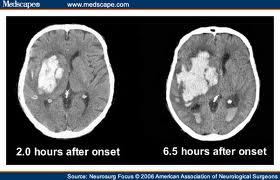 Medscape® www.medscape.com
2.0 hours after onset 6.5 hours after onset
Source: Neurosurg Focus © 2006 American Association of Neurological Surgeons